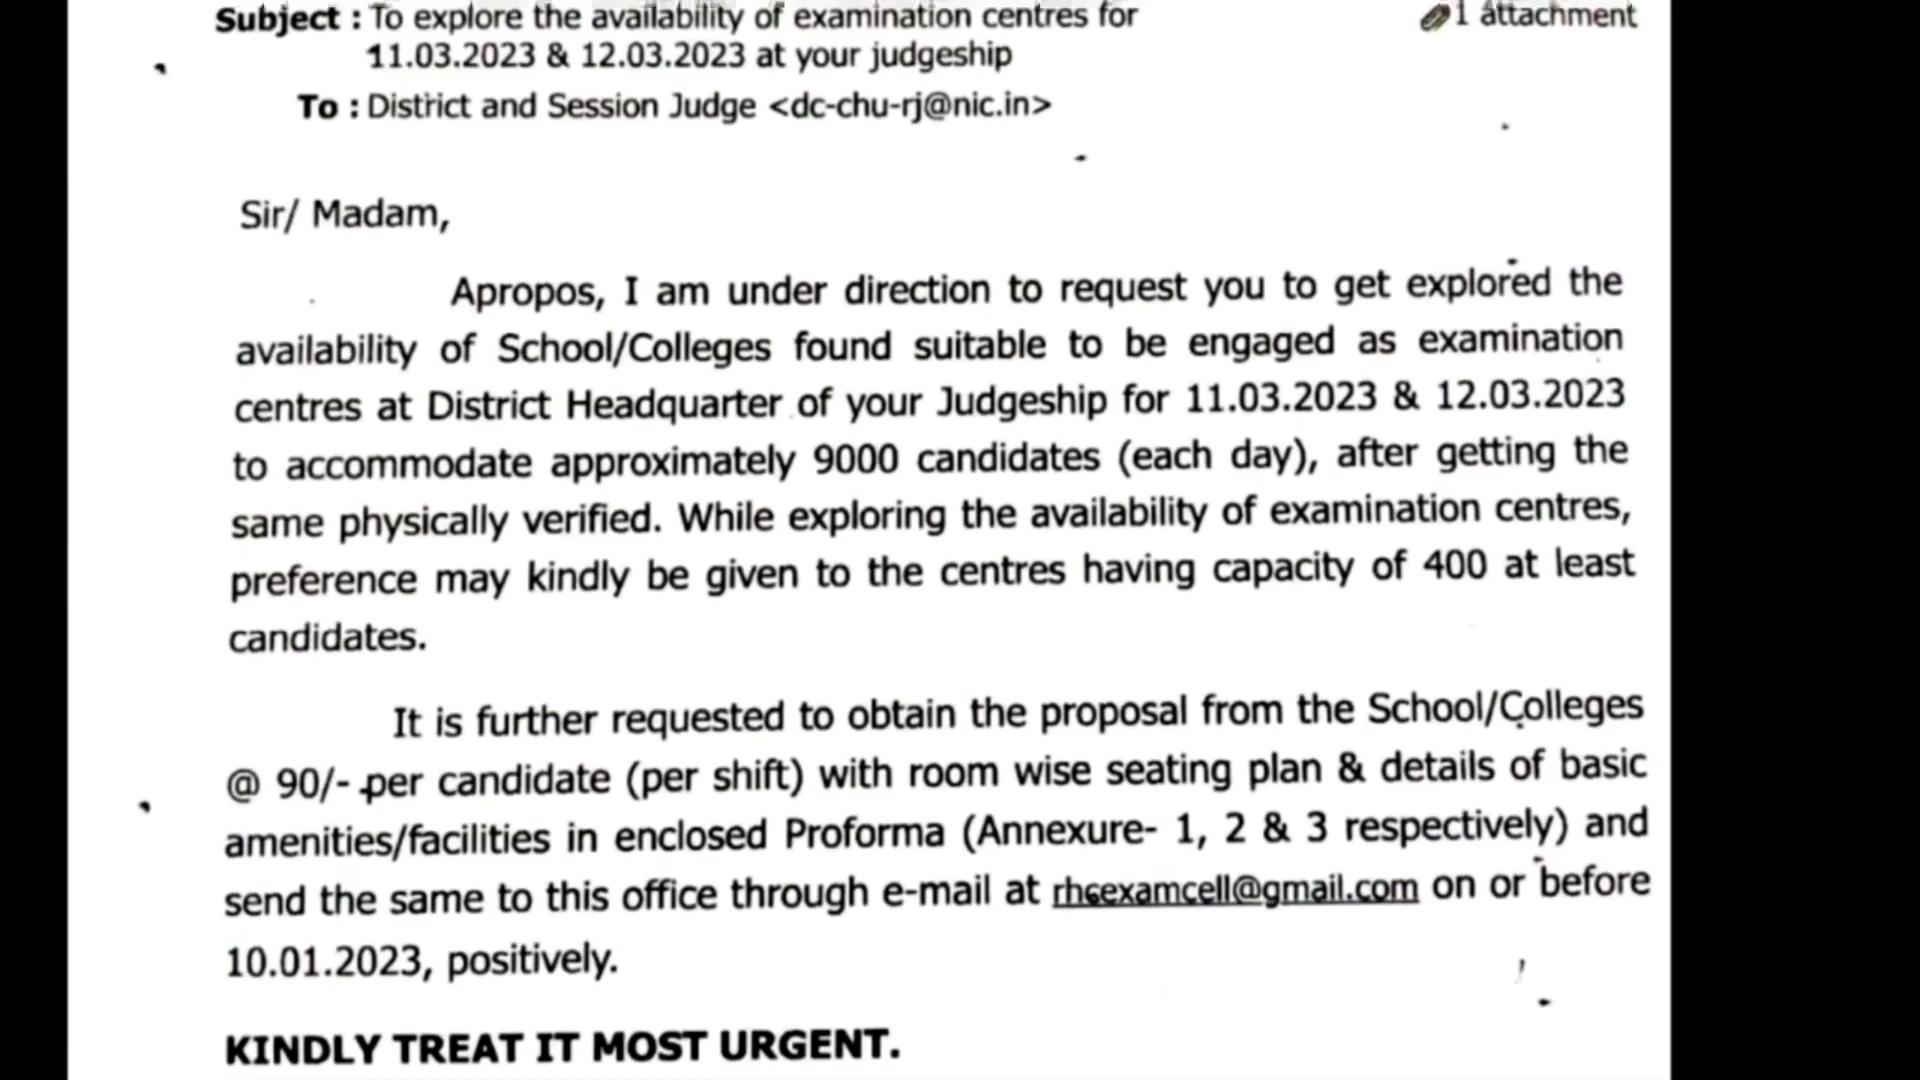 Subject : To explore the availability of examination centres for
1 attachment
11.03.2023 & 12.03.2023 at your judgeship
To : District and Session Judge <dc-chu-rj@nic.in>
Sir/ Madam,
Apropos, I am under direction to request you to get explored the
availability of School/Colleges found suitable to be engaged as examination
centres at District Headquarter of your Judgeship for 11.03.2023 & 12.03.2023
to accommodate approximately 9000 candidates (each day), after getting the
same physically verified. While exploring the availability of examination centres,
preference may kindly be given to the centres having capacity of 400 at least
candidates.
It is further requested to obtain the proposal from the School/Colleges
@ 90/- per candidate (per shift) with room wise seating plan & details of basic
amenities/facilities in enclosed Proforma (Annexure- 1, 2 & 3 respectively) and
send the same to this office through e-mail at rhcexamcell@gmail.com on or before
10.01.2023, positively.
KINDLY TREAT IT MOST URGENT.